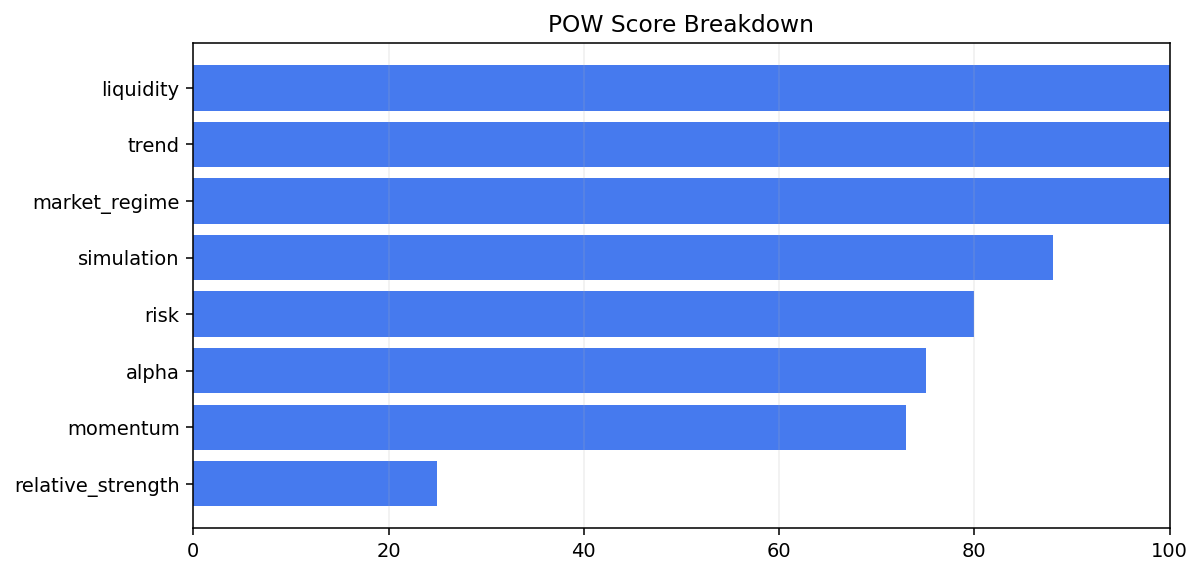 POW Score Breakdown
liquidity
trend
market_regime
simulation
risk
alpha
momentum
relative_strength
0 20 40 60 80 100